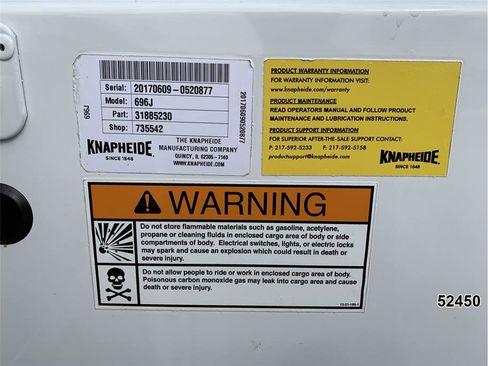 Serial: 20170609-0520877
Model: 696J
Part: 31885230
Shop: 735542
KNAPHEIDE
SINCE 1848
THE KNAPHEIDE
MANUFACTURING COMPANY
QUINCY, IL 62305-7140
WWW.KNAPHEIDE.COM
696J
201706090520877
PRODUCT WARRANTY INFORMATION
FOR WARRANTY INFORMATION VISIT:
www.knapheide.com/warranty
PRODUCT MAINTENANCE
READ OPERATORS MANUAL AND FOLLOW PRODUCT
MAINTENANCE AND LUBRICATION INSTRUCTIONS.
PRODUCT SUPPORT INFORMATION
FOR SUPERIOR AFTER-THE-SALE SUPPORT CONTACT:
P: 217-592-5233 F: 217-592-5158
productsupport@knapheide.com
KNAPHEIDE
SINCE 1848
WARNING
Do not store flammable materials such as gasoline, acetylene,
propane or cleaning fluids in enclosed cargo area of body or side
compartments of body. Electrical switches, lights, or electric locks
may spark and cause an explosion which could result in death or
severe injury.
Do not allow people to ride or work in enclosed cargo area of body.
Poisonous carbon monoxide gas may leak into cargo area and cause
death or severe injury.
52450